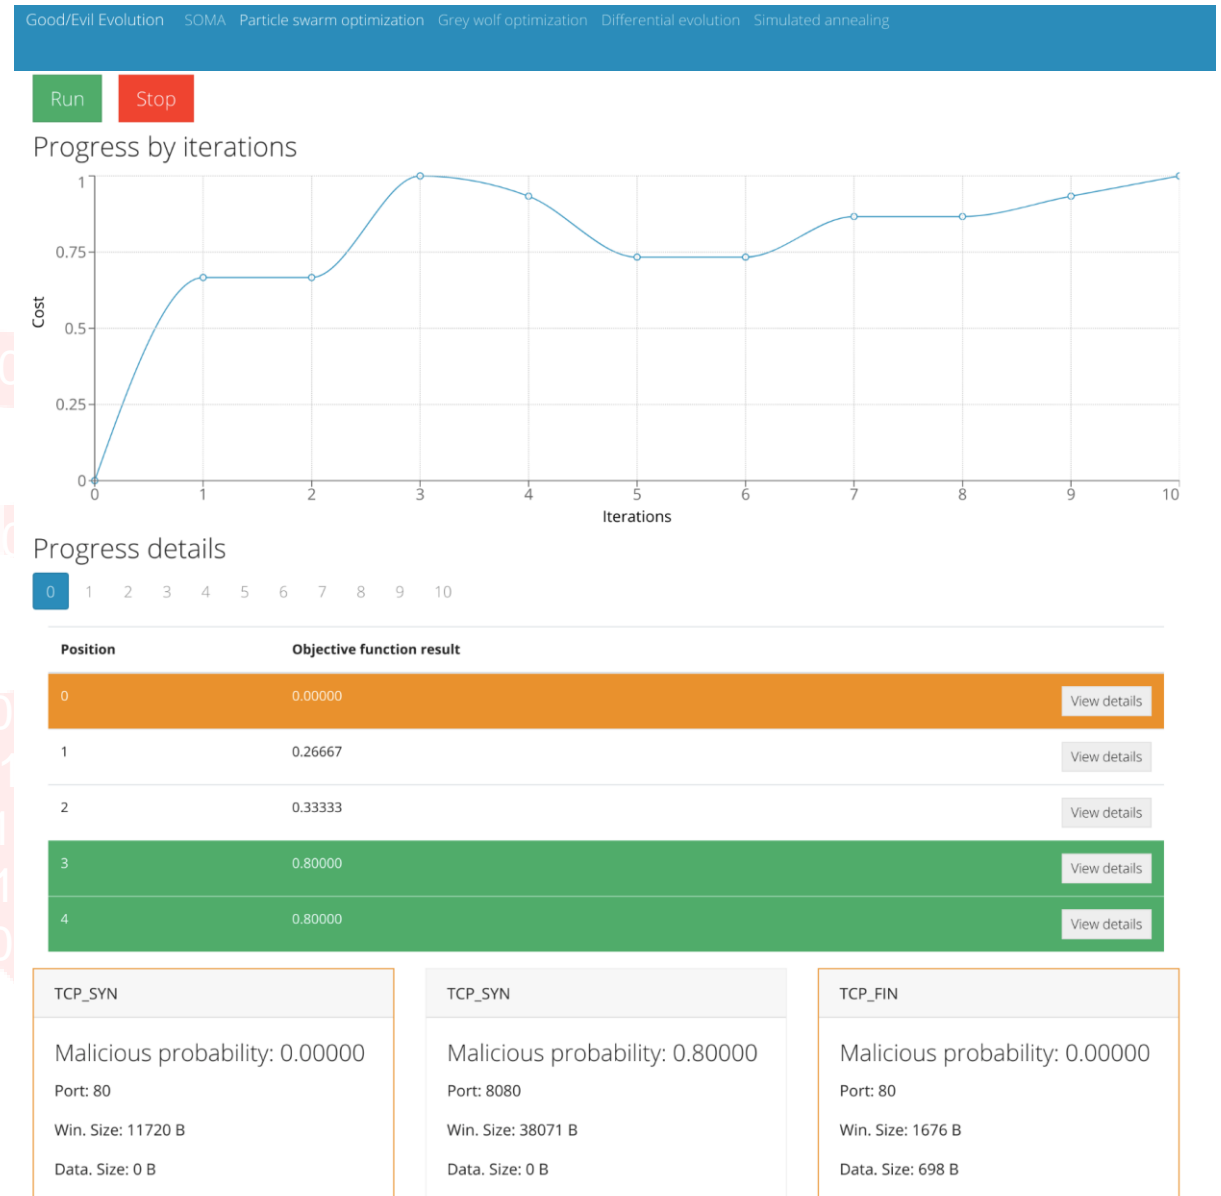 Good/Evil Evolution SOMA Particle swarm optimization Grey wolf optimization Differential evolution Simulated annealing
Run Stop
Progress by iterations
1
0.75
0.5
0.25
0
Cost
0 1 2 3 4 5 6 7 8 9 10
Iterations
Progress details
0 1 2 3 4 5 6 7 8 9 10
Position Objective function result
0 0.00000 View details
1 0.26667 View details
2 0.33333 View details
3 0.80000 View details
4 0.80000 View details
TCP_SYN TCP_SYN TCP_FIN
Malicious probability: 0.00000 Malicious probability: 0.80000 Malicious probability: 0.00000
Port: 80 Port: 8080 Port: 80
Win. Size: 11720 B Win. Size: 38071 B Win. Size: 1676 B
Data. Size: 0 B Data. Size: 0 B Data. Size: 698 B